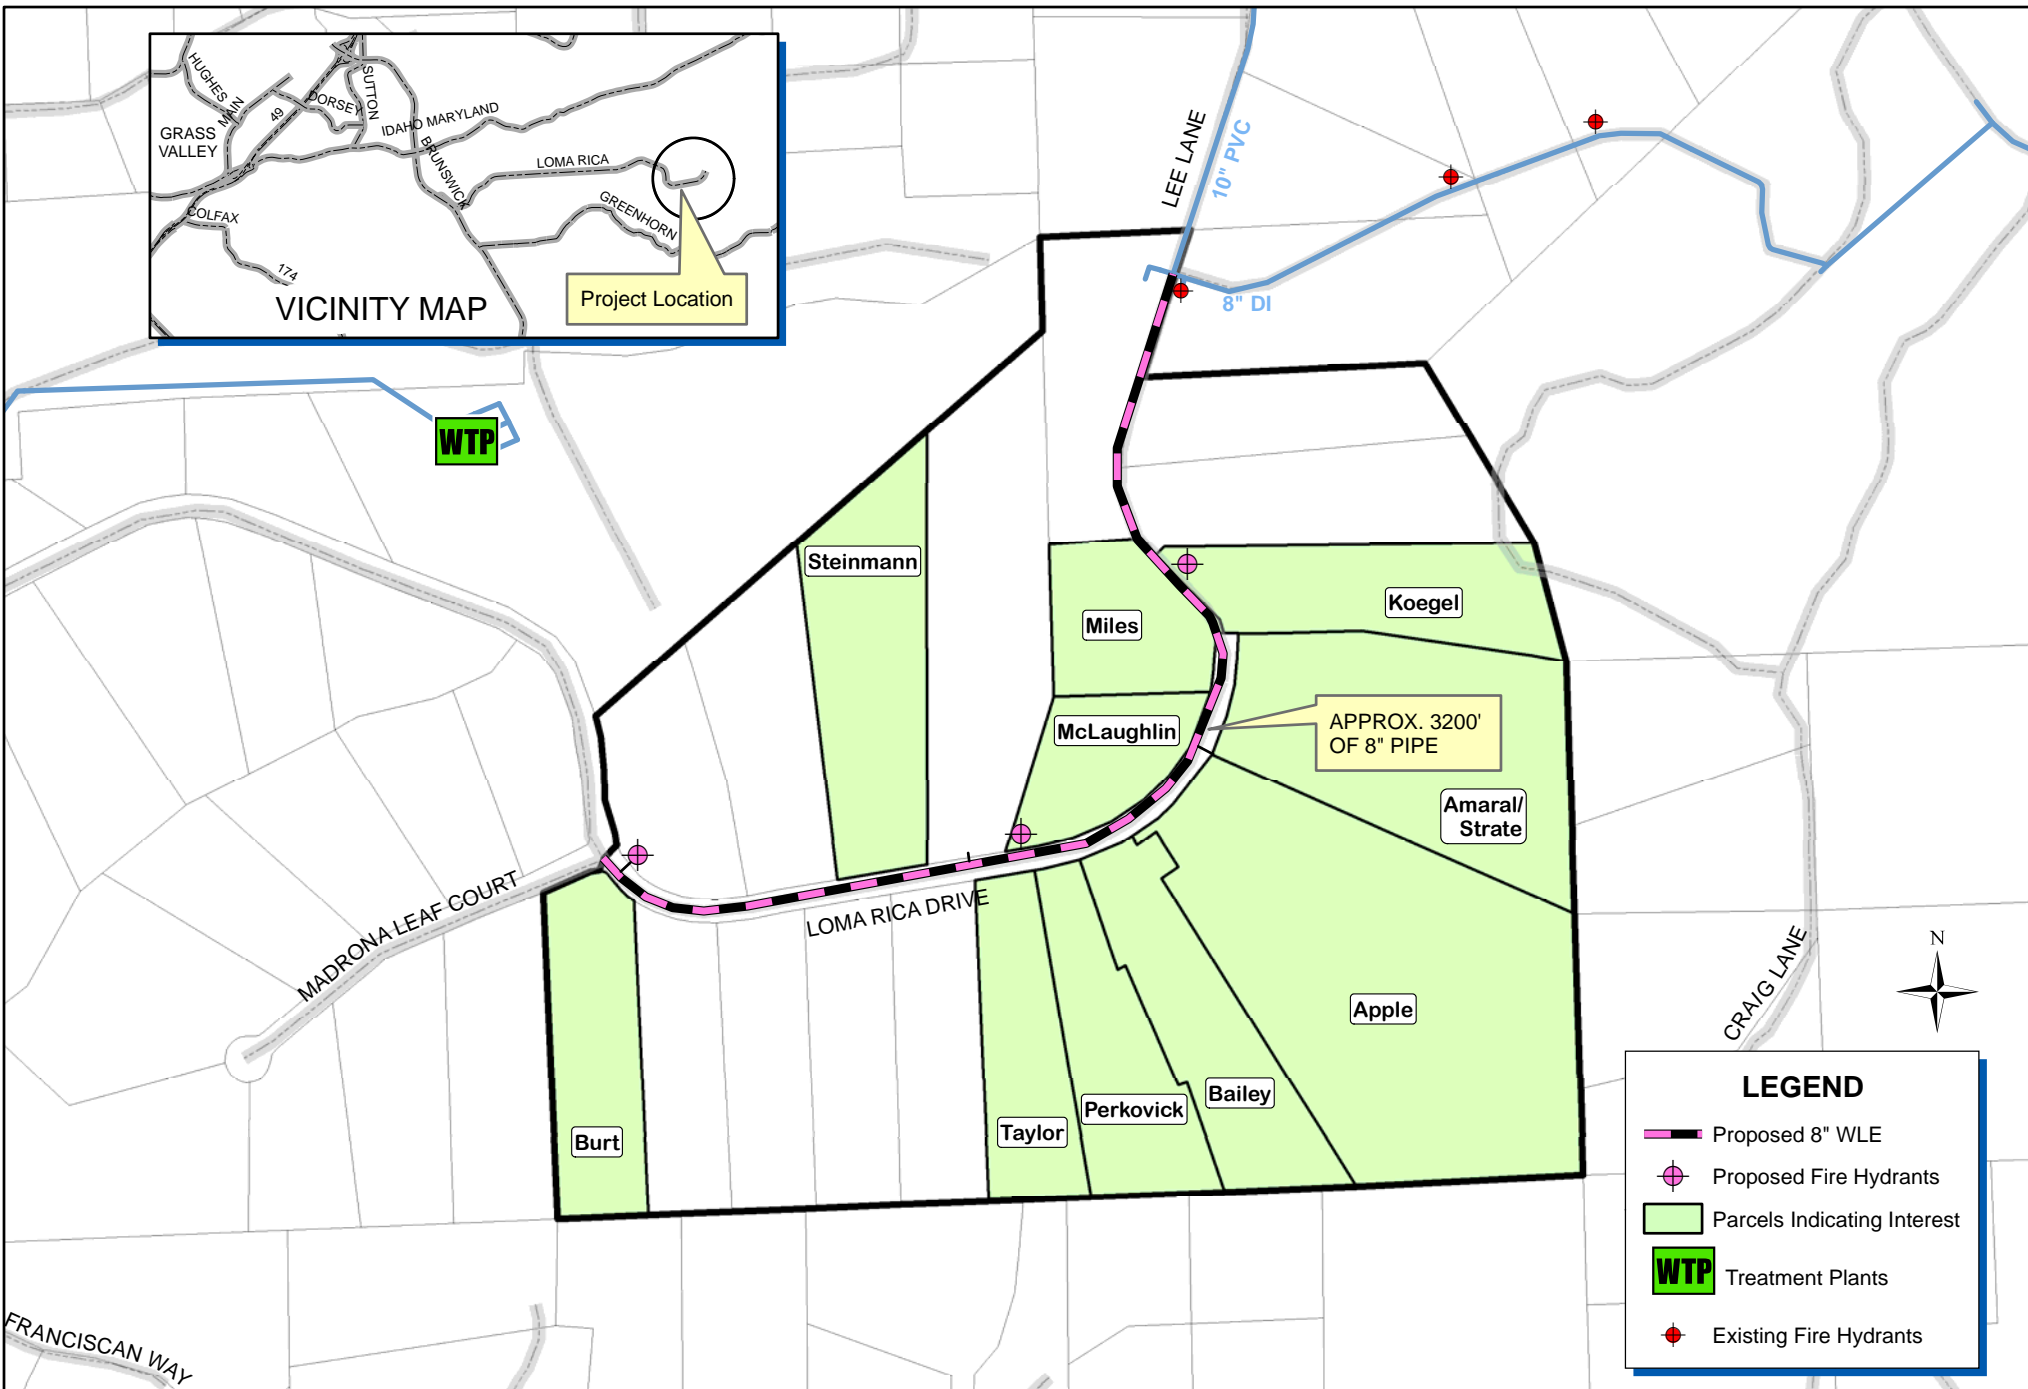 HUGHES
MAIN
GRASS
VALLEY
49
SUTTON
DORSEY
IDAHO MARYLAND
BRUNSWICK
LOMA RICA
GREENHORN
COLFAX
174
VICINITY MAP
Project Location
LEE LANE
10" PVC
8" DI
WTP
Steinmann
Miles
Koegel
McLaughlin
APPROX. 3200'
OF 8" PIPE
Amaral/
Strate
MADRONA LEAF COURT
LOMA RICA DRIVE
CRAIG LANE
N
Apple
Bailey
Perkovick
Taylor
Burt
FRANCISCAN WAY
LEGEND
Proposed 8" WLE
Proposed Fire Hydrants
Parcels Indicating Interest
WTP Treatment Plants
Existing Fire Hydrants